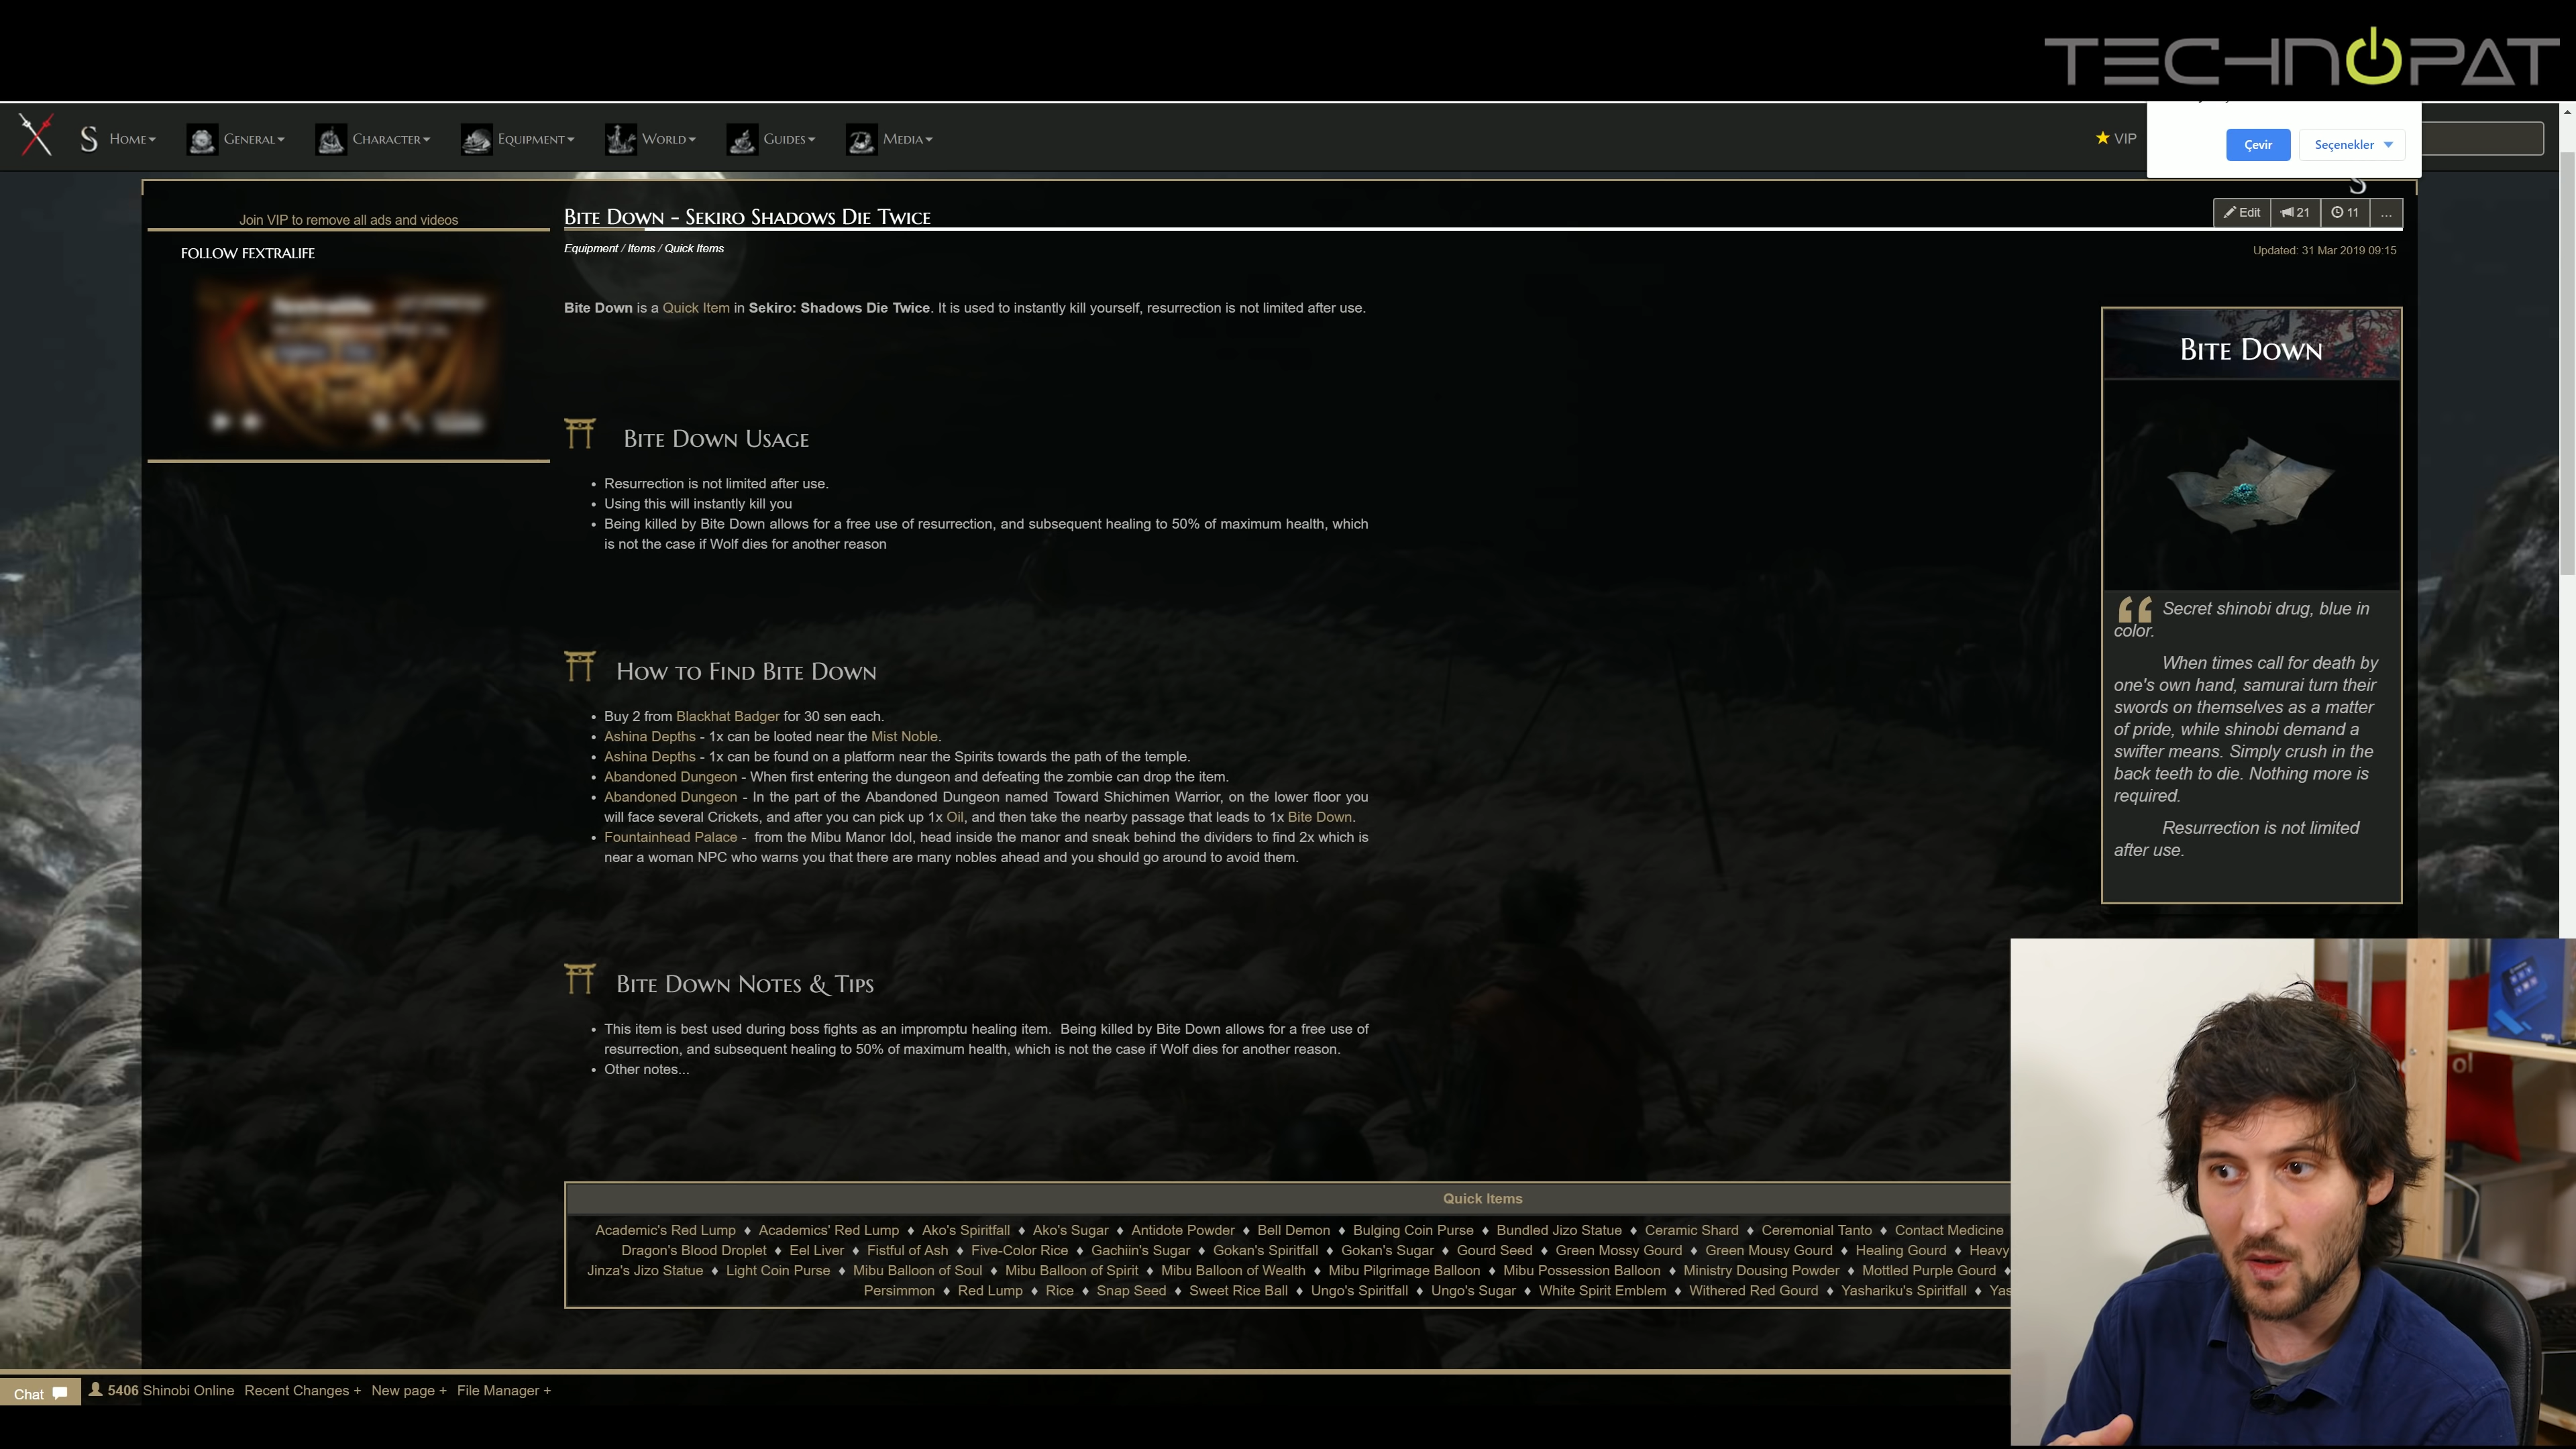 TECHNOPAT
S Home General Character Equipment World Guides Media
VIP
Çevir Seçenekler
Join VIP to remove all ads and videos
FOLLOW FEXTRALIFE
Bite Down - Sekiro Shadows Die Twice
Edit 21 11 ...
Equipment / Items / Quick Items
Updated: 31 Mar 2019 09:15
Bite Down is a Quick Item in Sekiro: Shadows Die Twice. It is used to instantly kill yourself, resurrection is not limited after use.
Bite Down Usage
• Resurrection is not limited after use.
• Using this will instantly kill you
• Being killed by Bite Down allows for a free use of resurrection, and subsequent healing to 50% of maximum health, which
is not the case if Wolf dies for another reason
How to Find Bite Down
• Buy 2 from Blackhat Badger for 30 sen each.
• Ashina Depths - 1x can be looted near the Mist Noble.
• Ashina Depths - 1x can be found on a platform near the Spirits towards the path of the temple.
• Abandoned Dungeon - When first entering the dungeon and defeating the zombie can drop the item.
• Abandoned Dungeon - In the part of the Abandoned Dungeon named Toward Shichimen Warrior, on the lower floor you
will face several Crickets, and after you can pick up 1x Oil, and then take the nearby passage that leads to 1x Bite Down.
• Fountainhead Palace - from the Mibu Manor Idol, head inside the manor and sneak behind the dividers to find 2x which is
near a woman NPC who warns you that there are many nobles ahead and you should go around to avoid them.
Bite Down Notes & Tips
• This item is best used during boss fights as an impromptu healing item. Being killed by Bite Down allows for a free use of
resurrection, and subsequent healing to 50% of maximum health, which is not the case if Wolf dies for another reason.
• Other notes...
Bite Down
Secret shinobi drug, blue in
color.
When times call for death by
one's own hand, samurai turn their
swords on themselves as a matter
of pride, while shinobi demand a
swifter means. Simply crush in the
back teeth to die. Nothing more is
required.
Resurrection is not limited
after use.
Quick Items
Academic's Red Lump ♦ Academics' Red Lump ♦ Ako's Spiritfall ♦ Ako's Sugar ♦ Antidote Powder ♦ Bell Demon ♦ Bulging Coin Purse ♦ Bundled Jizo Statue ♦ Ceramic Shard ♦ Ceremonial Tanto ♦ Contact Medicine
Dragon's Blood Droplet ♦ Eel Liver ♦ Fistful of Ash ♦ Five-Color Rice ♦ Gachiin's Sugar ♦ Gokan's Spiritfall ♦ Gokan's Sugar ♦ Gourd Seed ♦ Green Mossy Gourd ♦ Green Mousy Gourd ♦ Healing Gourd ♦ Heavy
Jinza's Jizo Statue ♦ Light Coin Purse ♦ Mibu Balloon of Soul ♦ Mibu Balloon of Spirit ♦ Mibu Balloon of Wealth ♦ Mibu Pilgrimage Balloon ♦ Mibu Possession Balloon ♦ Ministry Dousing Powder ♦ Mottled Purple Gourd ♦
Persimmon ♦ Red Lump ♦ Rice ♦ Snap Seed ♦ Sweet Rice Ball ♦ Ungo's Spiritfall ♦ Ungo's Sugar ♦ White Spirit Emblem ♦ Withered Red Gourd ♦ Yashariku's Spiritfall ♦ Yas
ol
Chat 5406 Shinobi Online Recent Changes + New page + File Manager +